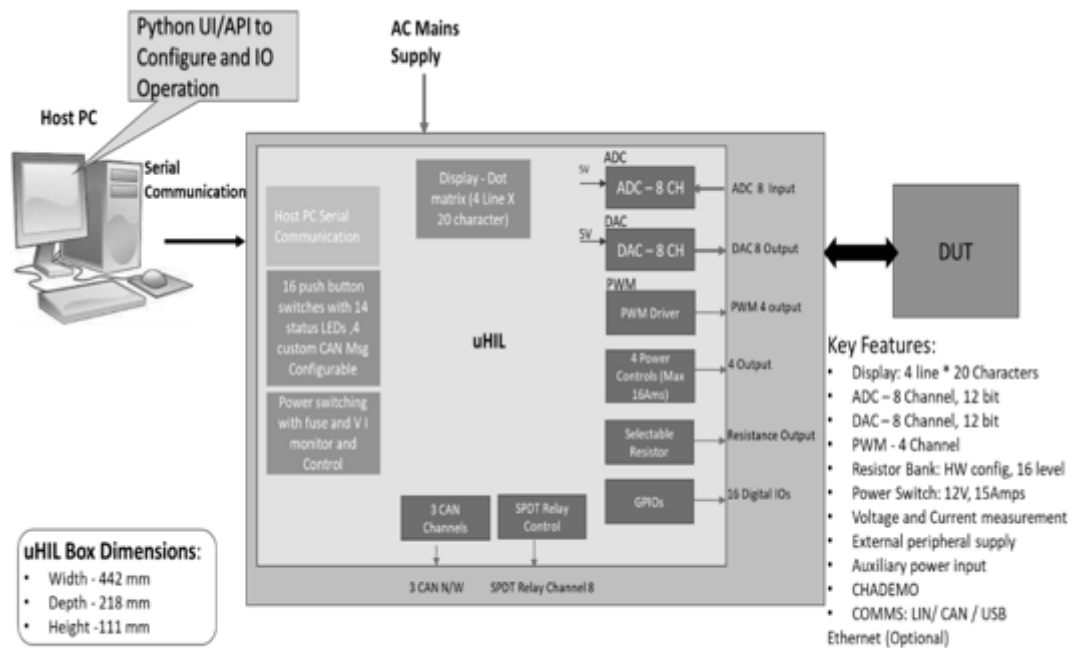 Python UI/API to
Configure and IO
Operation
AC Mains
Supply
Host PC
Serial
Communication
Host PC Serial
Communication
16 push button
switches with 14
status LEDs ,4
custom CAN Msg
Configurable
Power switching
with fuse and V I
monitor and
Control
Display - Dot
matrix (4 Line X
20 character)
uHIL
ADC
5V
ADC – 8 CH
ADC 8 Input
DAC
5V
DAC – 8 CH
DAC 8 Output
PWM
PWM Driver
PWM 4 output
4 Power
Controls (Max
16Ams)
4 Output
Selectable
Resistor
Resistance Output
GPIOs
16 Digital IOs
3 CAN
Channels
SPDT Relay
Control
3 CAN N/W
SPDT Relay Channel 8
DUT
Key Features:
• Display: 4 line * 20 Characters
• ADC – 8 Channel, 12 bit
• DAC – 8 Channel, 12 bit
• PWM - 4 Channel
• Resistor Bank: HW config, 16 level
• Power Switch: 12V, 15Amps
• Voltage and Current measurement
• External peripheral supply
• Auxiliary power input
• CHADEMO
• COMMS: LIN/ CAN / USB
Ethernet (Optional)
uHIL Box Dimensions:
• Width - 442 mm
• Depth - 218 mm
• Height -111 mm